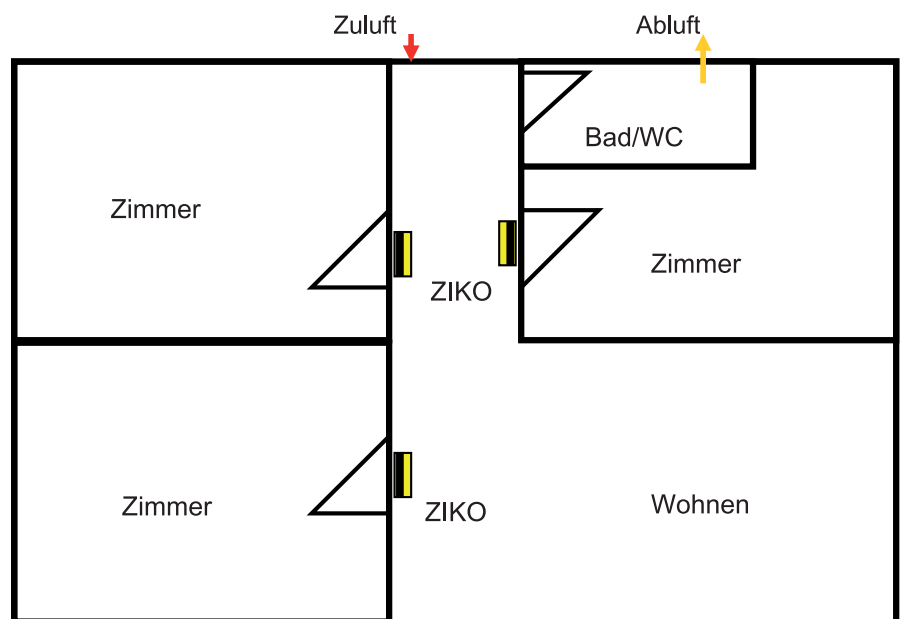 Zuluft
Abluft
Bad/WC
Zimmer
Zimmer
ZIKO
Zimmer
ZIKO
Wohnen